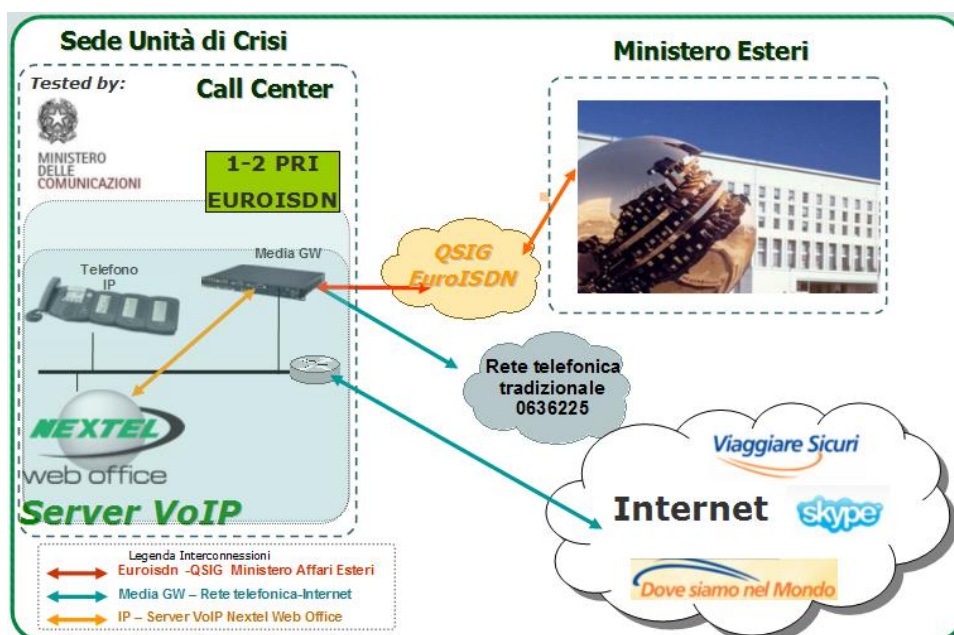 Sede Unità di Crisi
Ministero Esteri
Tested by:
Call Center
MINISTERO
DELLE
COMUNICAZIONI
1-2 PRI
EUROISDN
Media GW
Telefono
IP
QSIG
EuroISDN
Rete telefonica
tradizionale
0636225
NEXTEL
web office
Server VoIP
Viaggiare Sicuri
Internet
skype
Dove siamo nel Mondo
Legenda Interconnessioni
Euroisdn -QSIG Ministero Affari Esteri
Media GW – Rete telefonica-Internet
IP – Server VoIP Nextel Web Office